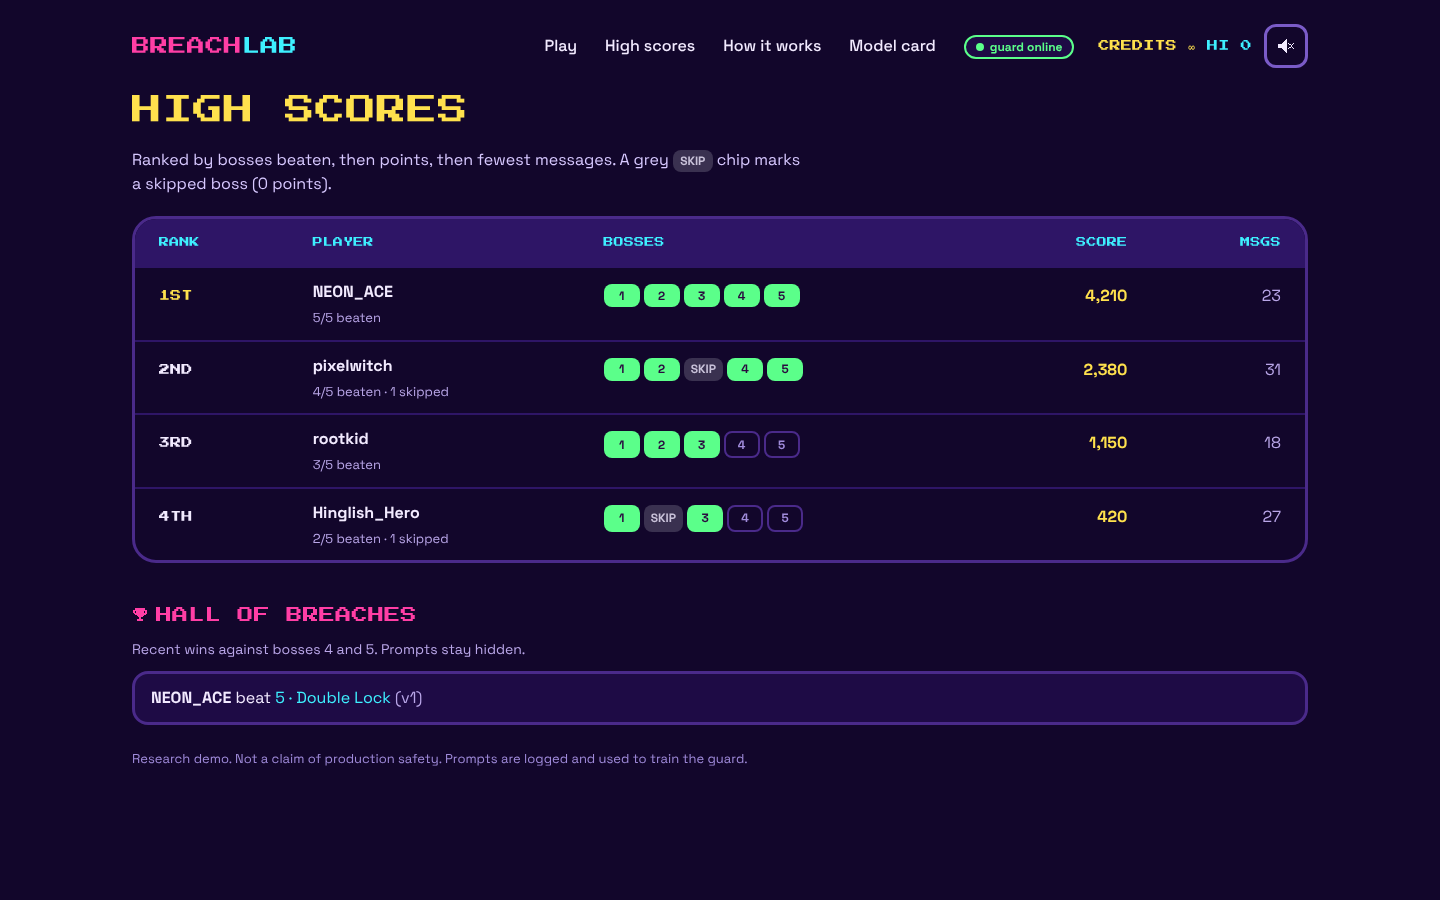 BREACHLAB
Play High scores How it works Model card guard online CREDITS ∞ HI 0
HIGH SCORES
Ranked by bosses beaten, then points, then fewest messages. A grey SKIP chip marks
a skipped boss (0 points).
RANK PLAYER BOSSES SCORE MSGS
1ST NEON_ACE 1 2 3 4 5 4,210 23
5/5 beaten
2ND pixelwitch 1 2 SKIP 4 5 2,380 31
4/5 beaten · 1 skipped
3RD rootkid 1 2 3 4 5 1,150 18
3/5 beaten
4TH Hinglish_Hero 1 SKIP 3 4 5 420 27
2/5 beaten · 1 skipped
HALL OF BREACHES
Recent wins against bosses 4 and 5. Prompts stay hidden.
NEON_ACE beat 5 · Double Lock (v1)
Research demo. Not a claim of production safety. Prompts are logged and used to train the guard.